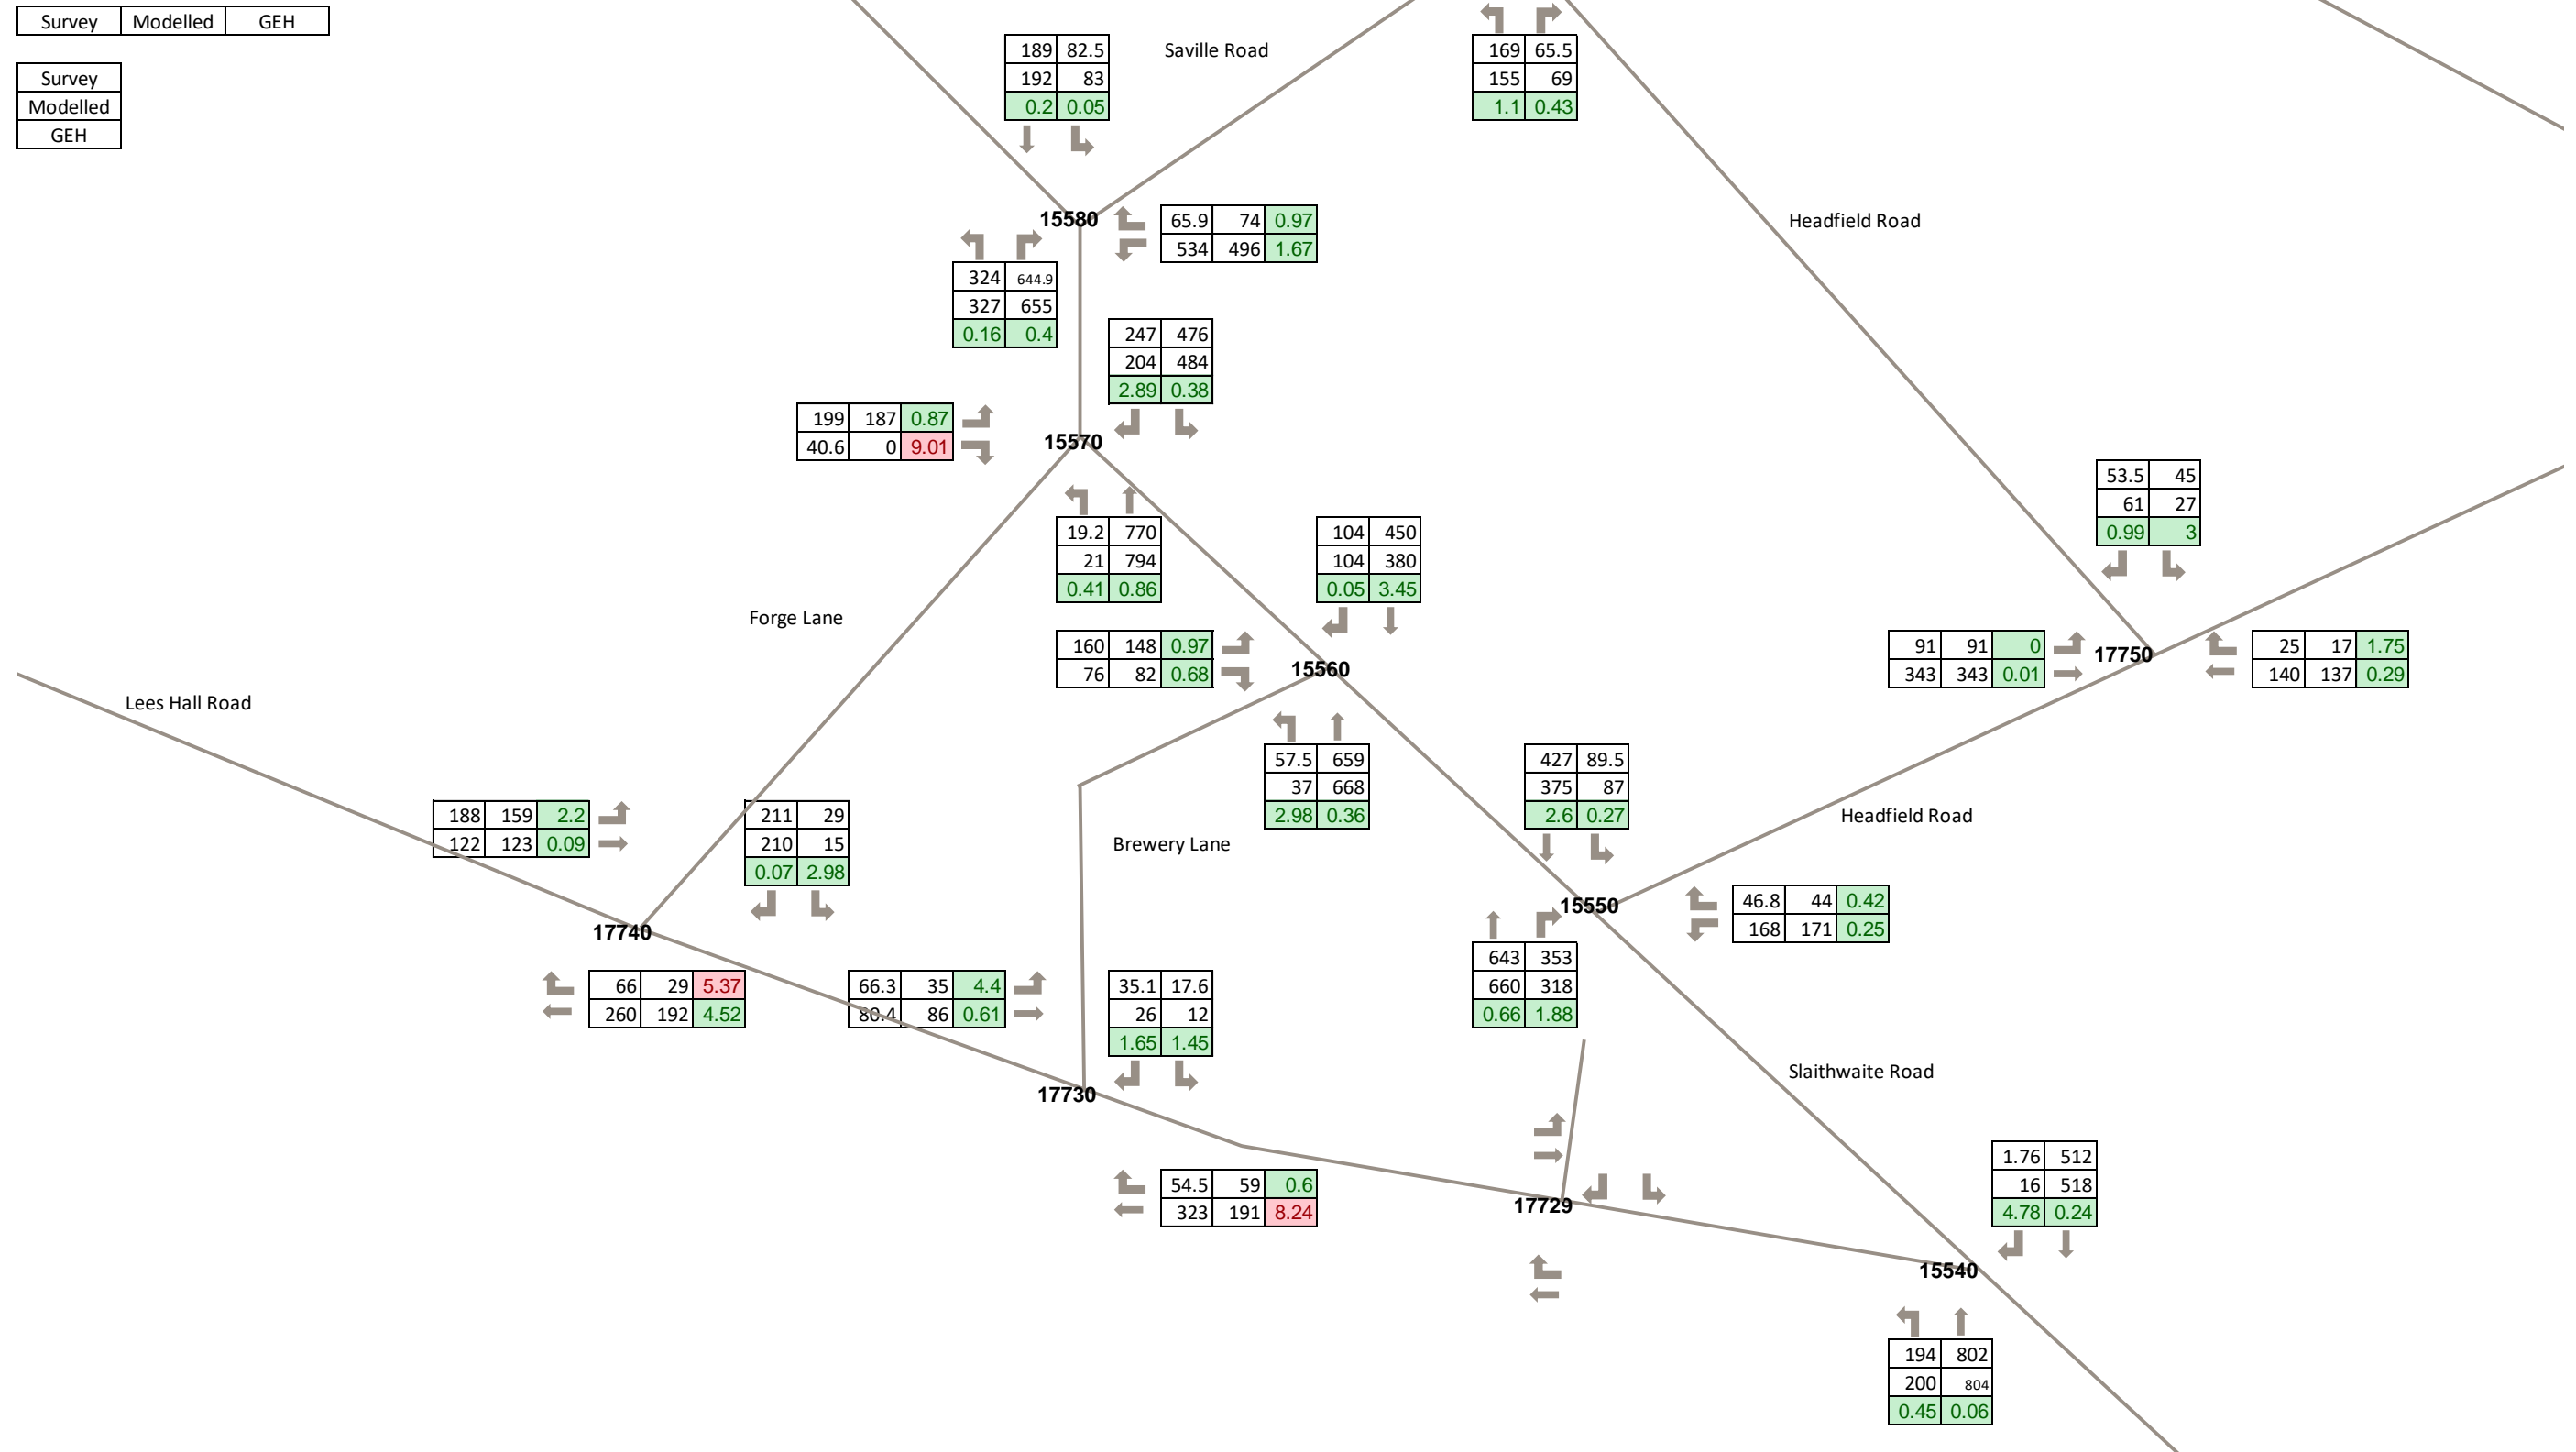 Survey Modelled GEH
Survey
Modelled
GEH
189 82.5
192 83
0.2 0.05
Saville Road
169 65.5
155 69
1.1 0.43
15580
65.9 74 0.97
534 496 1.67
Headfield Road
324 644.9
327 655
0.16 0.4
247 476
204 484
2.89 0.38
199 187 0.87
40.6 0 9.01
15570
53.5 45
61 27
0.99 3
19.2 770
21 794
0.41 0.86
104 450
104 380
0.05 3.45
Forge Lane
160 148 0.97
76 82 0.68
15560
91 91 0
343 343 0.01
17750
25 17 1.75
140 137 0.29
Lees Hall Road
57.5 659
37 668
2.98 0.36
427 89.5
375 87
2.6 0.27
188 159 2.2
122 123 0.09
211 29
210 15
0.07 2.98
Brewery Lane
Headfield Road
17740
15550
46.8 44 0.42
168 171 0.25
643 353
660 318
0.66 1.88
66 29 5.37
260 192 4.52
66.3 35 4.4
80.4 86 0.61
35.1 17.6
26 12
1.65 1.45
Slaithwaite Road
17730
54.5 59 0.6
323 191 8.24
17729
1.76 512
16 518
4.78 0.24
15540
194 802
200 804
0.45 0.06